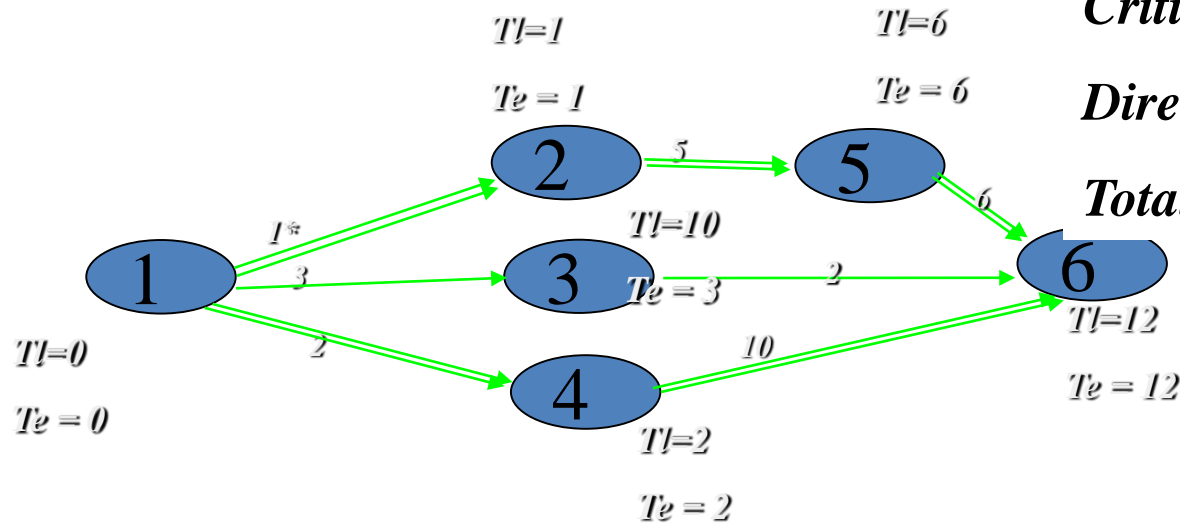 Tl=1
Te = 1
Tl=6
Te = 6
2
5
5
6
1*
1
3
3
Tl=10
Te = 3
2
6
Tl=12
Te = 12
Tl=0
Te = 0
2
10
4
Tl=2
Te = 2
Dire